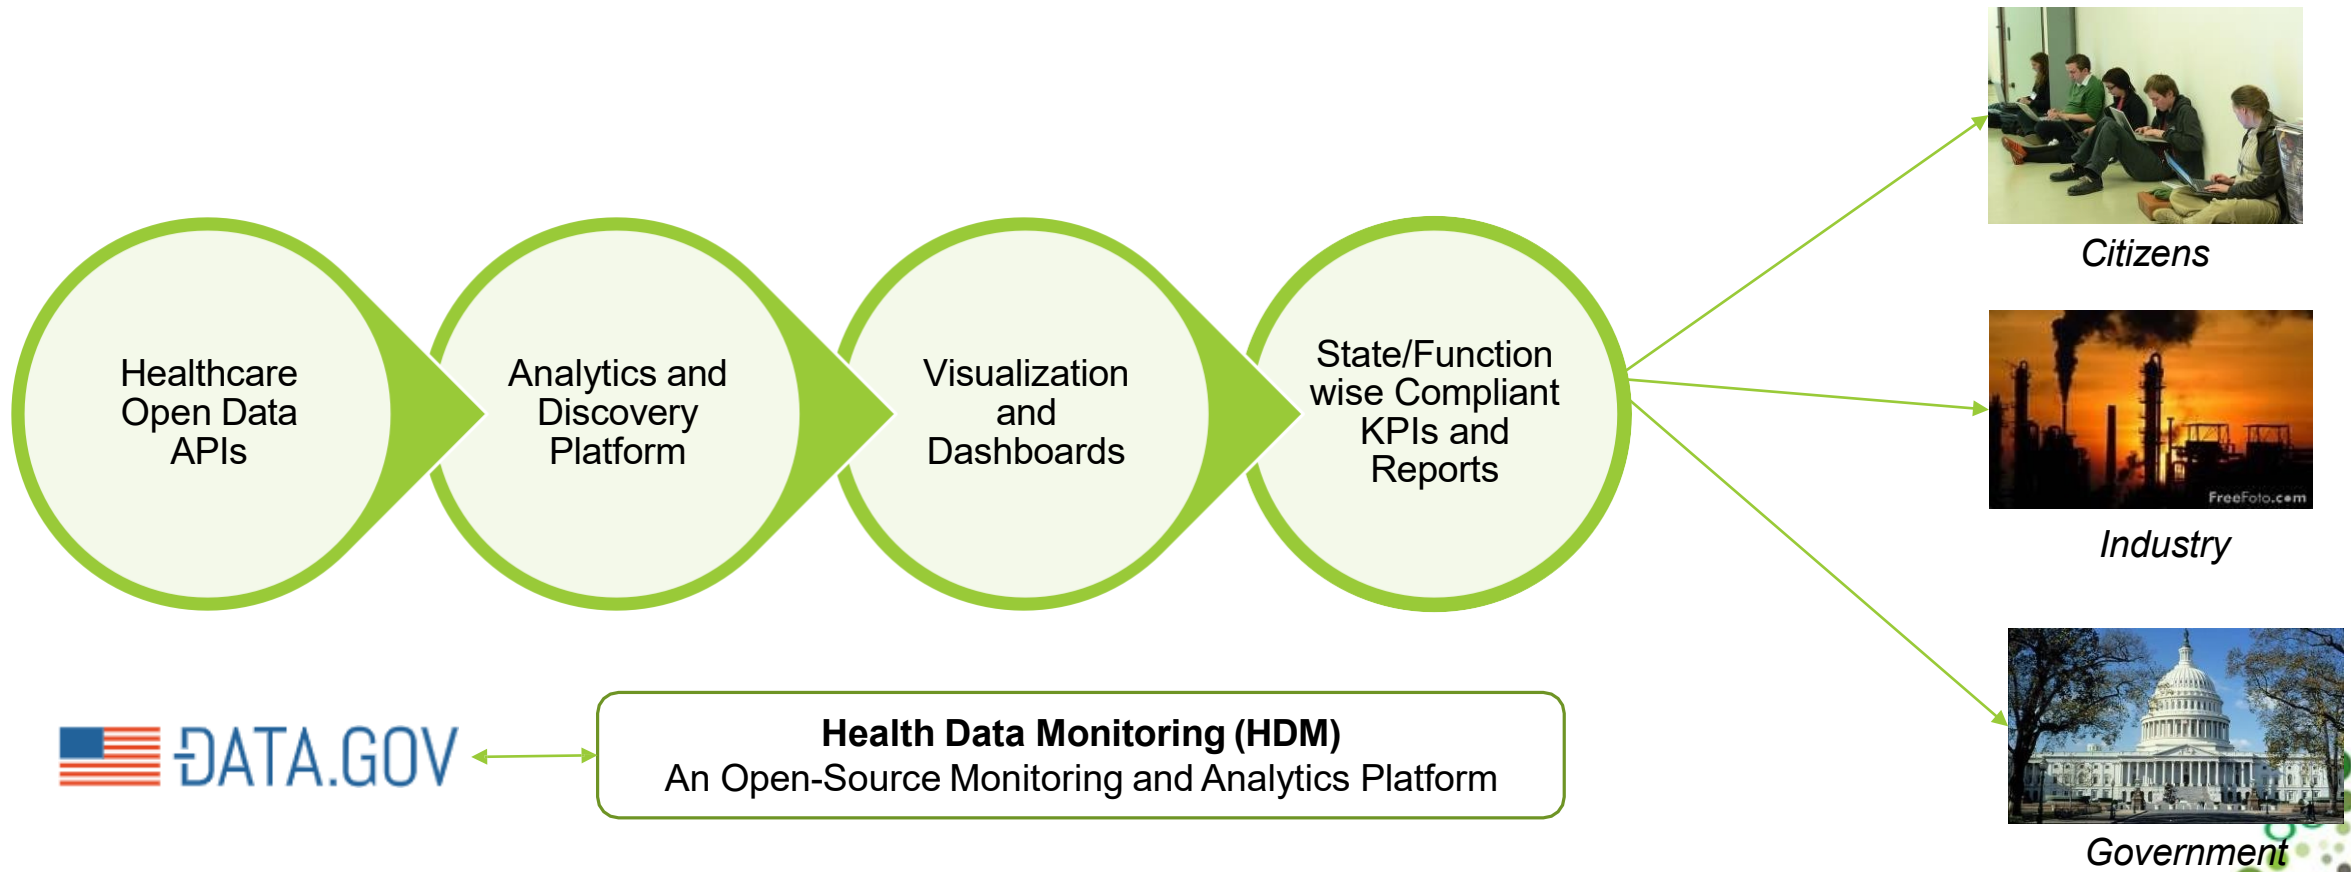 Healthcare
Open Data
APIs
Analytics and
Discovery
Platform
Visualization
and
Dashboards
State/Function
wise Compliant
KPIs and
Reports
Citizens
FreeFoto.com
Industry
DATA.GOV
Health Data Monitoring (HDM)
An Open-Source Monitoring and Analytics Platform
Government